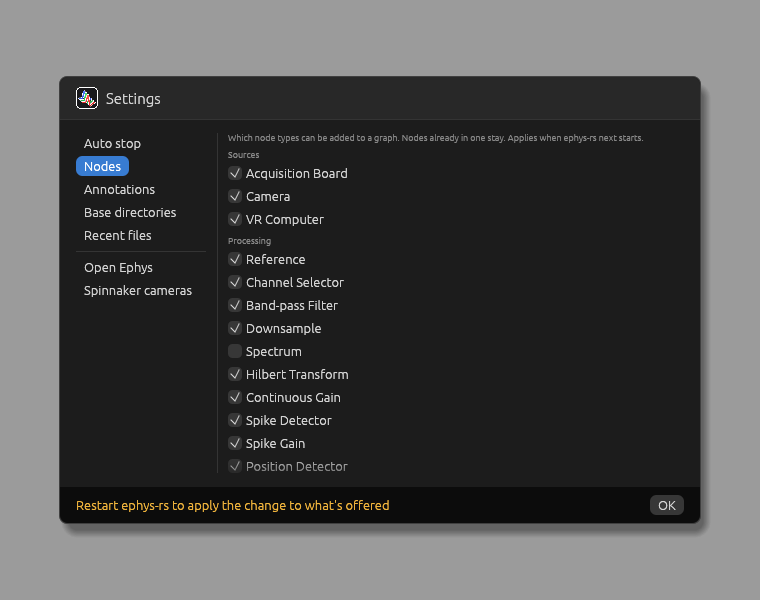 Settings
Auto stop
Nodes
Annotations
Base directories
Recent files
Open Ephys
Spinnaker cameras
Which node types can be added to a graph. Nodes already in one stay. Applies when ephys-rs next starts.
Sources
Acquisition Board
Camera
VR Computer
Processing
Reference
Channel Selector
Band-pass Filter
Downsample
Spectrum
Hilbert Transform
Continuous Gain
Spike Detector
Spike Gain
Position Detector
Restart ephys-rs to apply the change to what's offered
OK